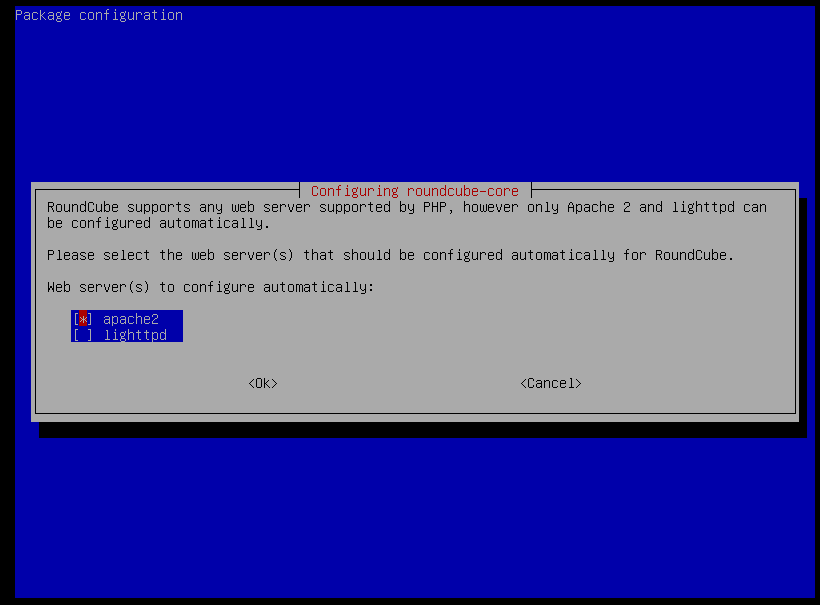 Package configuration
Configuring roundcube-core
RoundCube supports any web server supported by PHP, however only Apache 2 and lighttpd can
be configured automatically.
Please select the web server(s) that should be configured automatically for RoundCube.
Web server(s) to configure automatically:
[*] apache2
[ ] lighttpd
<Ok> <Cancel>